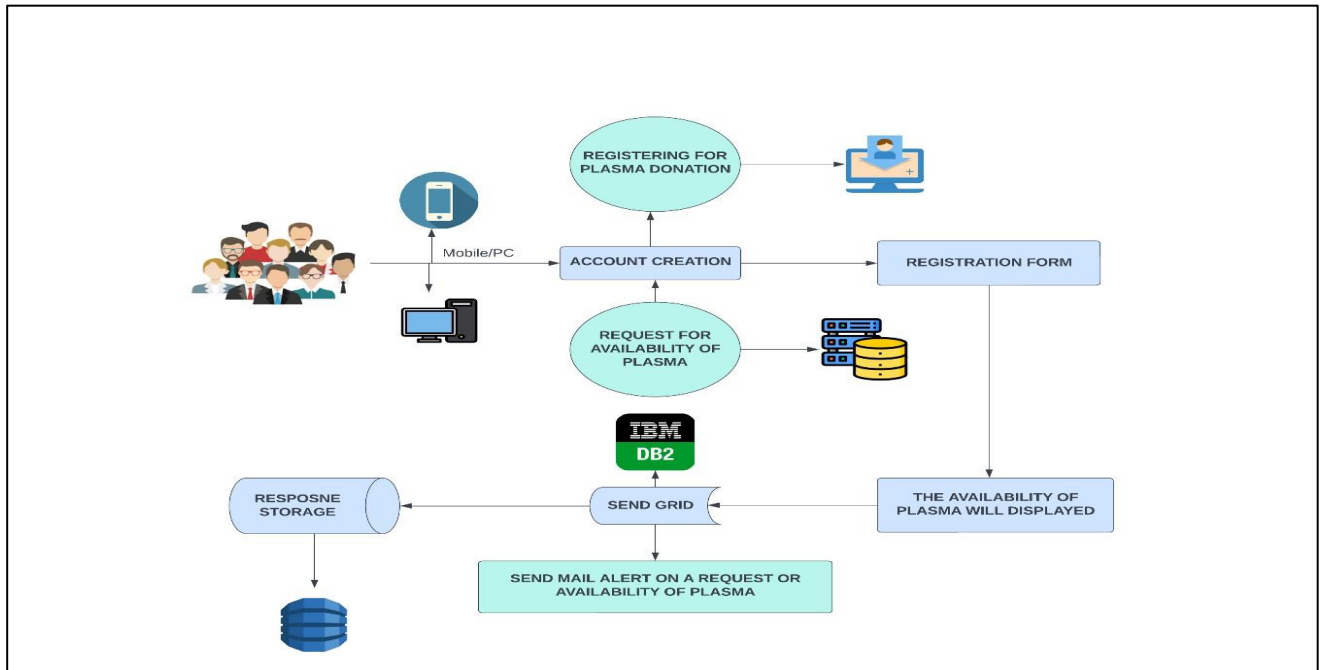 REGISTERING FOR
PLASMA DONATION
Mobile/PC
ACCOUNT CREATION
REGISTRATION FORM
REQUEST FOR
AVAILABILITY OF
PLASMA
IBM
DB2
RESPOSNE
STORAGE
SEND GRID
THE AVAILABILITY OF
PLASMA WILL DISPLAYED
SEND MAIL ALERT ON A REQUEST OR
AVAILABILITY OF PLASMA